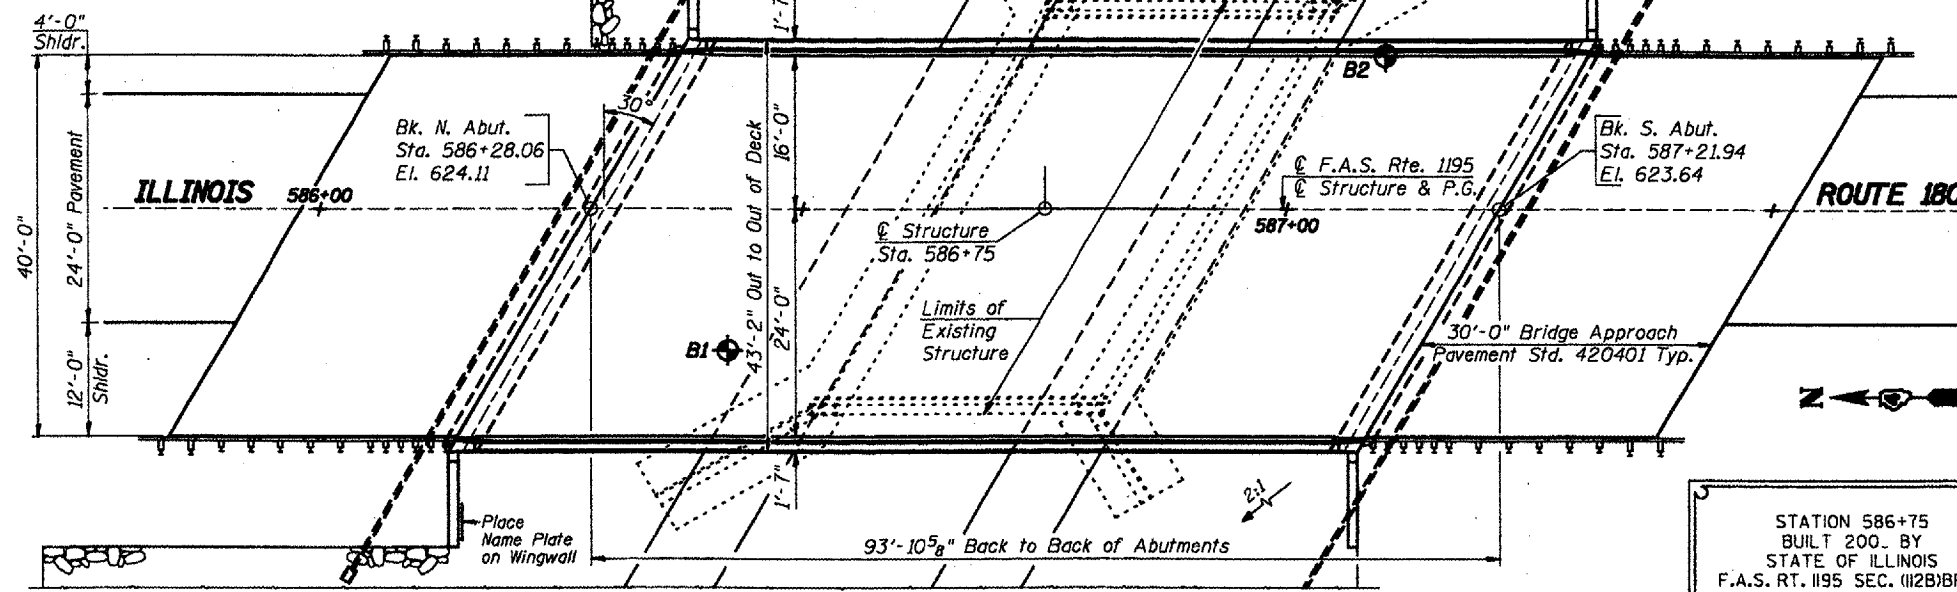 4'-0"
Shldr.
1'-7"
B2
30°
Bk. N. Abut.
Sta. 586+28.06
El. 624.11
Bk. S. Abut.
Sta. 587+21.94
El. 623.64
16'-0"
43'-2" Out to Out of Deck
24'-0" Pavement
40'-0"
℄ F.A.S. Rte. 1195
℄ Structure & P.G.
ILLINOIS
586+00
587+00
ROUTE 180
℄ Structure
Sta. 586+75
24'-0"
Limits of
Existing
Structure
B1
30'-0" Bridge Approach
Pavement Std. 420401 Typ.
12'-0"
Shldr.
N
1'-7"
2:1
Place
Name Plate
on Wingwall
93'-10 5/8" Back to Back of Abutments
STATION 586+75
BUILT 200_ BY
STATE OF ILLINOIS
F.A.S. RT. 1195 SEC. (112B)